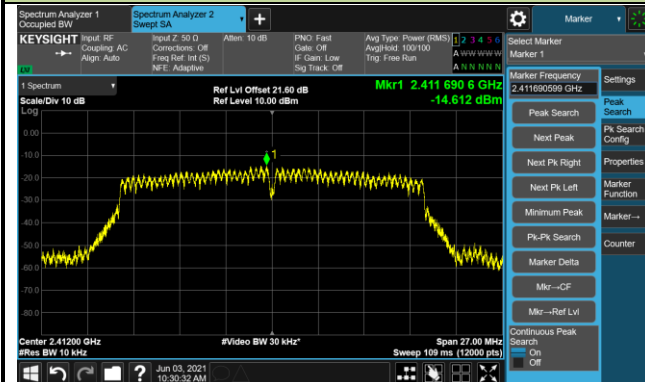 Spectrum Analyzer 1
Occupied BW
Spectrum Analyzer 2
Swept SA
Marker
KEYSIGHT
Input: RF
Coupling: AC
Align: Auto
Input Z: 50 Ω
Corrections: Off
Freq Ref: Int (S)
NFE: Adaptive
Atten: 10 dB
PNO: Fast
Gate: Off
IF Gain: Low
Sig Track: Off
Avg Type: Power (RMS)
Avg|Hold: 100/100
Trig: Free Run
1 2 3 4 5 6
A W W W W W
A N N N N N
LXI
Select Marker
Marker 1
1 Spectrum
Scale/Div 10 dB
Ref Lvl Offset 21.60 dB
Ref Level 10.00 dBm
Mkr1 2.411 690 6 GHz
-14.612 dBm
Log
0.00
-10.0
-20.0
-30.0
-40.0
-50.0
-60.0
-70.0
-80.0
1
Center 2.41200 GHz
#Res BW 10 kHz
#Video BW 30 kHz*
Span 27.00 MHz
Sweep 109 ms (12000 pts)
Marker Frequency
2.411690599 GHz
Peak Search
Next Peak
Next Pk Right
Next Pk Left
Minimum Peak
Pk-Pk Search
Marker Delta
Mkr→CF
Mkr→Ref Lvl
Continuous Peak
Search
On
Off
Settings
Peak
Search
Pk Search
Config
Properties
Marker
Function
Marker→
Counter
?
Jun 03, 2021
10:30:32 AM